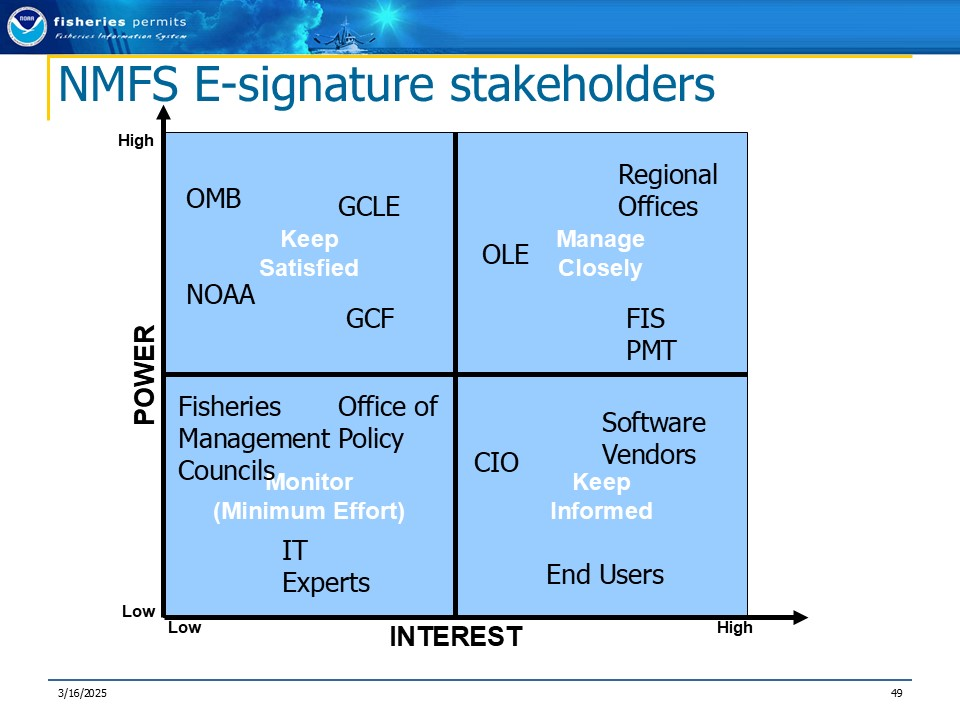 NOAA
fisheries permits
Fisheries Information System
NMFS E-signature stakeholders
High
POWER
Low
OMB
GCLE
Keep
Satisfied
NOAA
GCF
Regional
Offices
OLE
Manage
Closely
FIS
PMT
Fisheries
Management
Councils
Office of
Policy
Monitor
(Minimum Effort)
IT
Experts
Software
Vendors
CIO
Keep
Informed
End Users
Low
INTEREST
High
3/16/2025
49